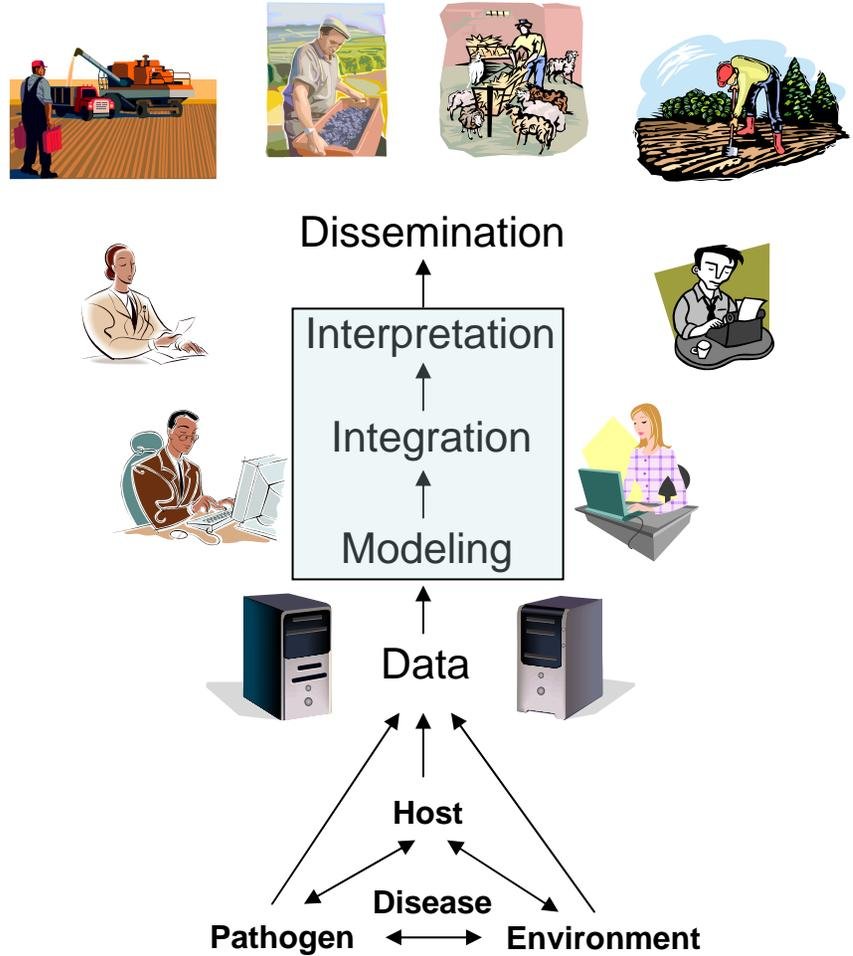 Dissemination
Interpretation
Integration
Modeling
Data
Host
Disease
Pathogen
Environment